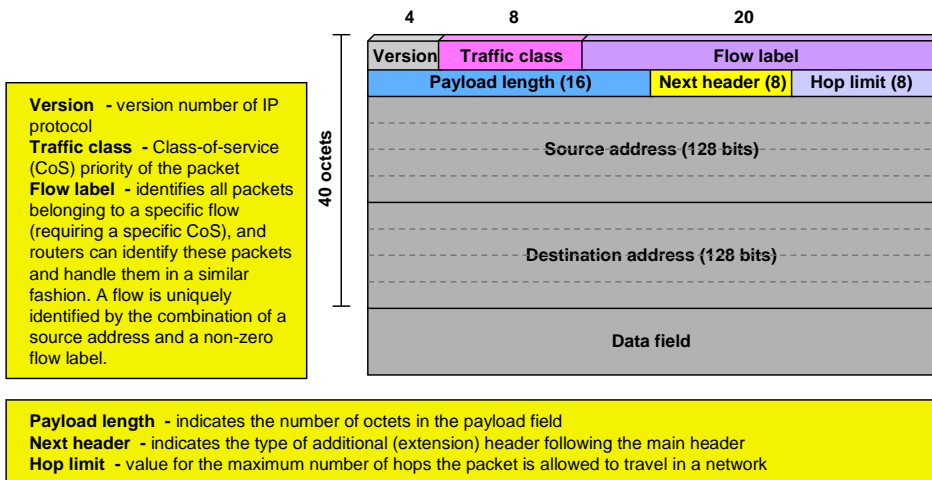 4 8 20
Version Traffic class Flow label
Payload length (16) Next header (8) Hop limit (8)
Source address (128 bits)
Destination address (128 bits)
Data field
40 octets
Version - version number of IP
protocol
Traffic class - Class-of-service
(CoS) priority of the packet
Flow label - identifies all packets
belonging to a specific flow
(requiring a specific CoS), and
routers can identify these packets
and handle them in a similar
fashion. A flow is uniquely
identified by the combination of a
source address and a non-zero
flow label.
Payload length - indicates the number of octets in the payload field
Next header - indicates the type of additional (extension) header following the main header
Hop limit - value for the maximum number of hops the packet is allowed to travel in a network